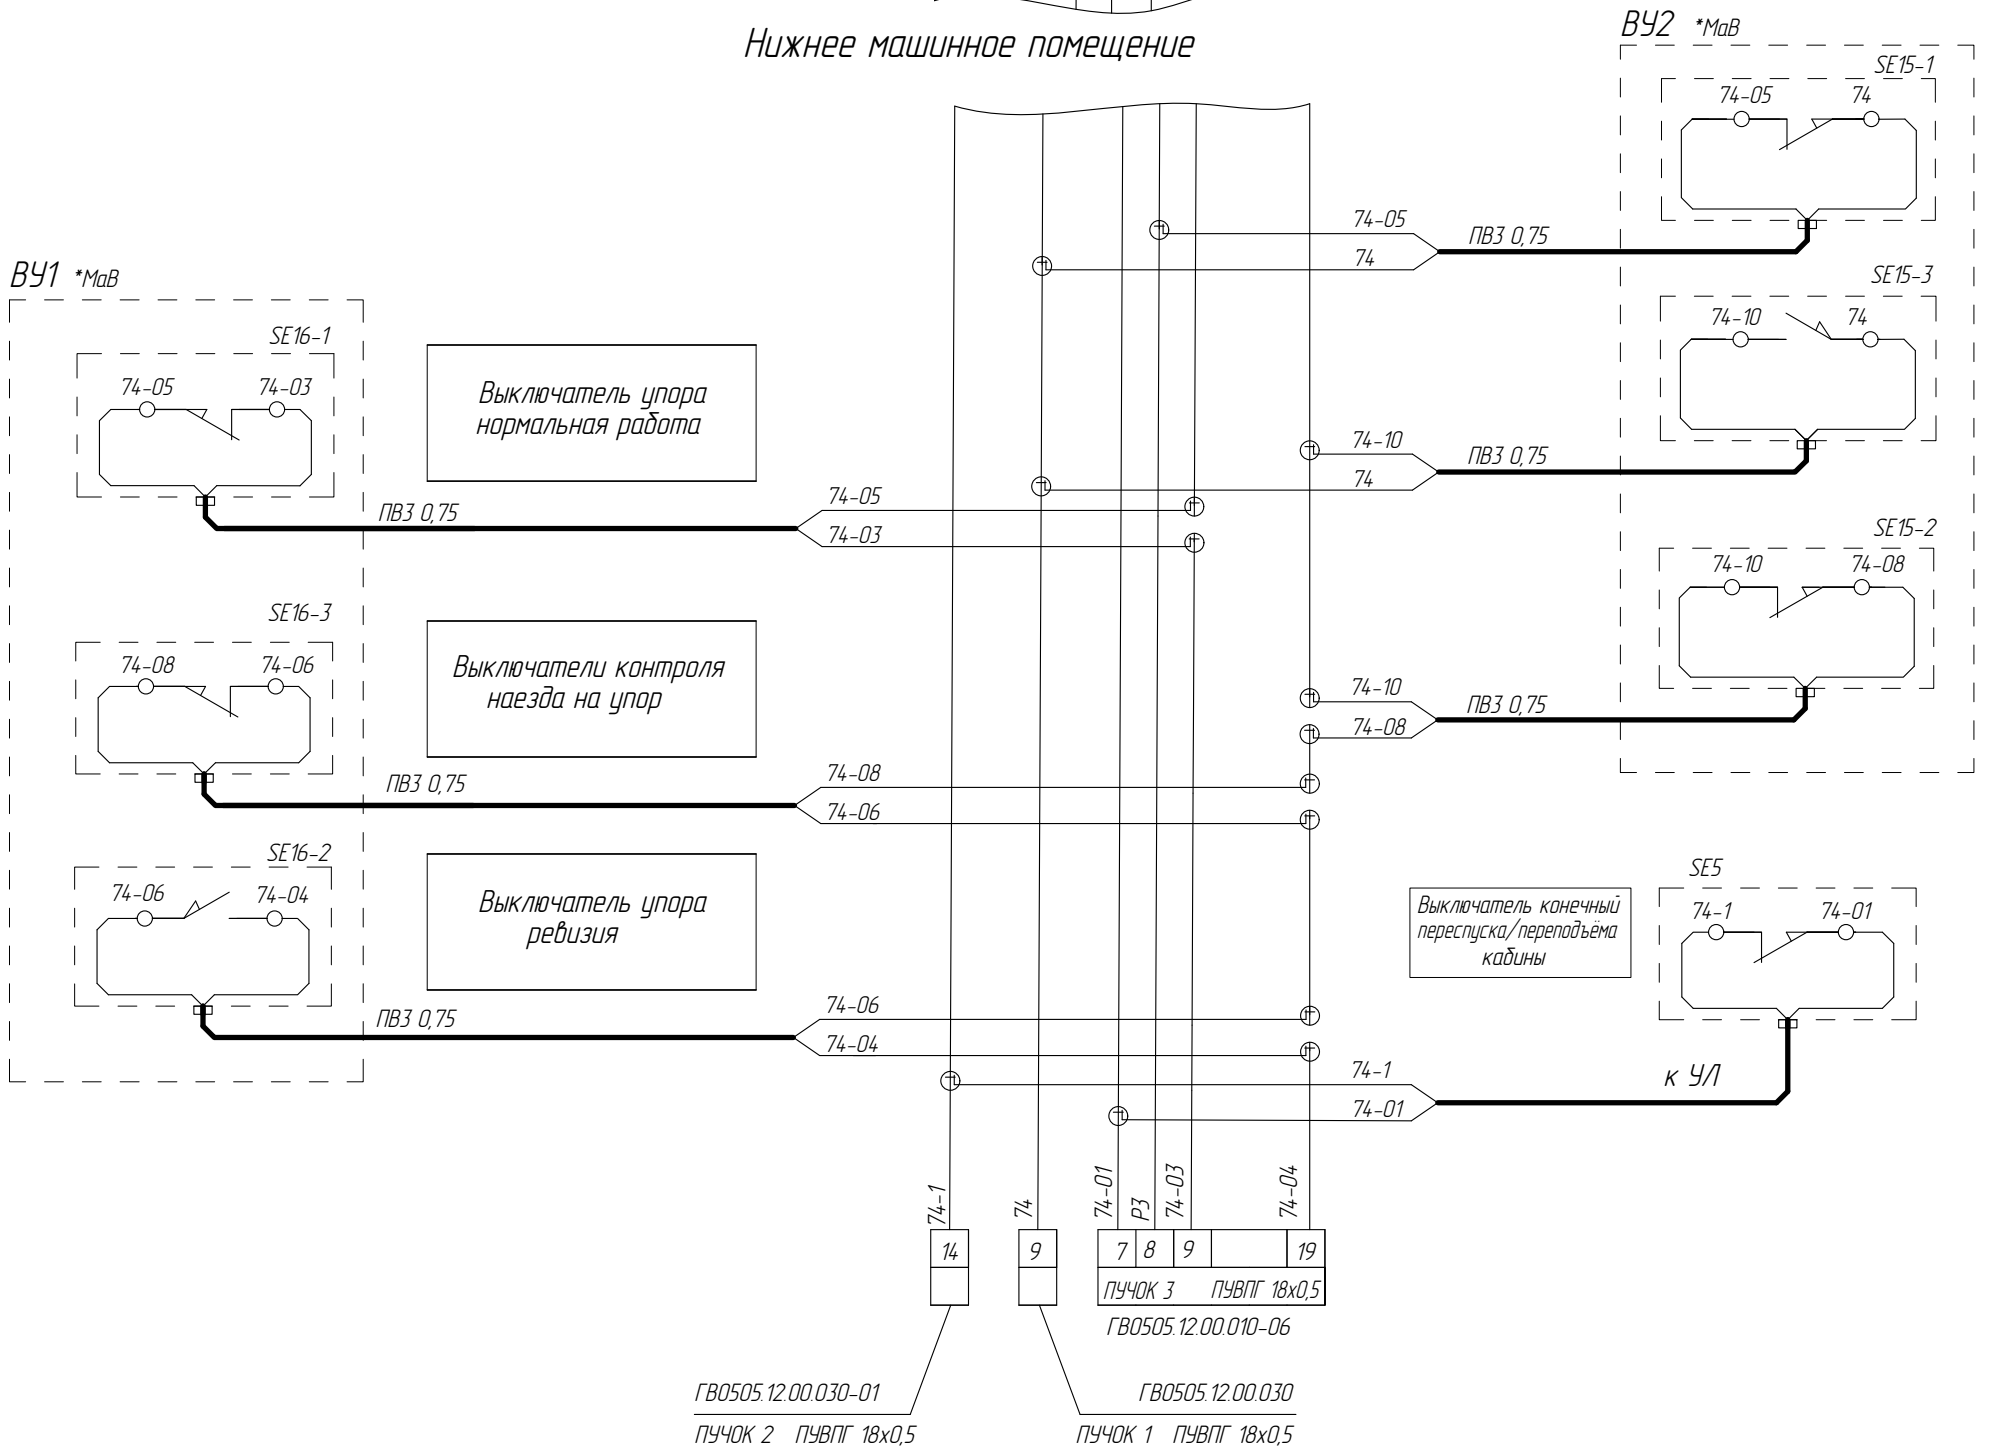 Нижнее машинное помещение
ВУ2 *МаВ
SE15-1
74-05 74
74-05
ПВ3 0,75
74
SE15-3
74-10 74
74-10
ПВ3 0,75
74
SE15-2
74-10 74-08
74-10
ПВ3 0,75
74-08
ВУ1 *МаВ
SE16-1
74-05 74-03
Выключатель упора
нормальная работа
ПВ3 0,75
74-05
74-03
SE16-3
74-08 74-06
Выключатели контроля
наезда на упор
ПВ3 0,75
74-08
74-06
SE16-2
74-06 74-04
Выключатель упора
ревизия
ПВ3 0,75
74-06
74-04
SE5
74-1 74-01
Выключатель конечный
переспуска/переподъёма
кабины
74-1
74-01
к УЛ
74-1
74
74-01
Р3
74-03
74-04
14
9
7 8 9 19
ПУЧОК 3 ПУВПГ 18х0,5
ГВ0505.12.00.010-06
ГВ0505.12.00.030-01
ПУЧОК 2 ПУВПГ 18х0,5
ГВ0505.12.00.030
ПУЧОК 1 ПУВПГ 18х0,5